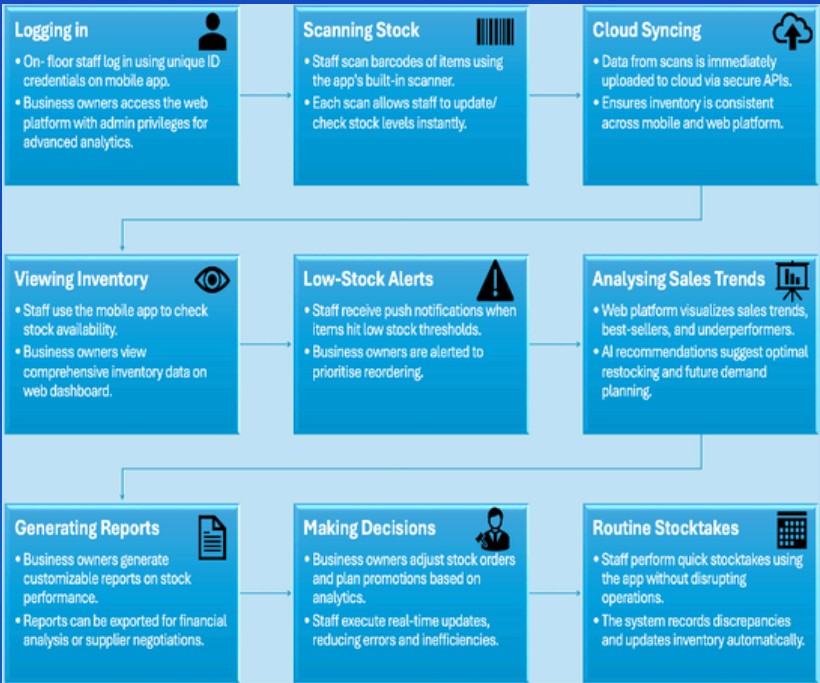 Logging in
• On- floor staff log in using unique ID
credentials on mobile app.
• Business owners access the web
platform with admin privileges for
advanced analytics.
Scanning Stock
• Staff scan barcodes of items using
the app's built-in scanner.
• Each scan allows staff to update/
check stock levels instantly.
Cloud Syncing
• Data from scans is immediately
uploaded to cloud via secure APIs.
• Ensures inventory is consistent
across mobile and web platform.
Viewing Inventory
• Staff use the mobile app to check
stock availability.
• Business owners view
comprehensive inventory data on
web dashboard.
Low-Stock Alerts
• Staff receive push notifications when
items hit low stock thresholds.
• Business owners are alerted to
prioritise reordering.
Analysing Sales Trends
• Web platform visualizes sales trends,
best-sellers, and underperformers.
• AI recommendations suggest optimal
restocking and future demand
planning.
Generating Reports
• Business owners generate
customizable reports on stock
performance.
• Reports can be exported for financial
analysis or supplier negotiations.
Making Decisions
• Business owners adjust stock orders
and plan promotions based on
analytics.
• Staff execute real-time updates,
reducing errors and inefficiencies.
Routine Stocktakes
• Staff perform quick stocktakes using
the app without disrupting
operations.
• The system records discrepancies
and updates inventory automatically.